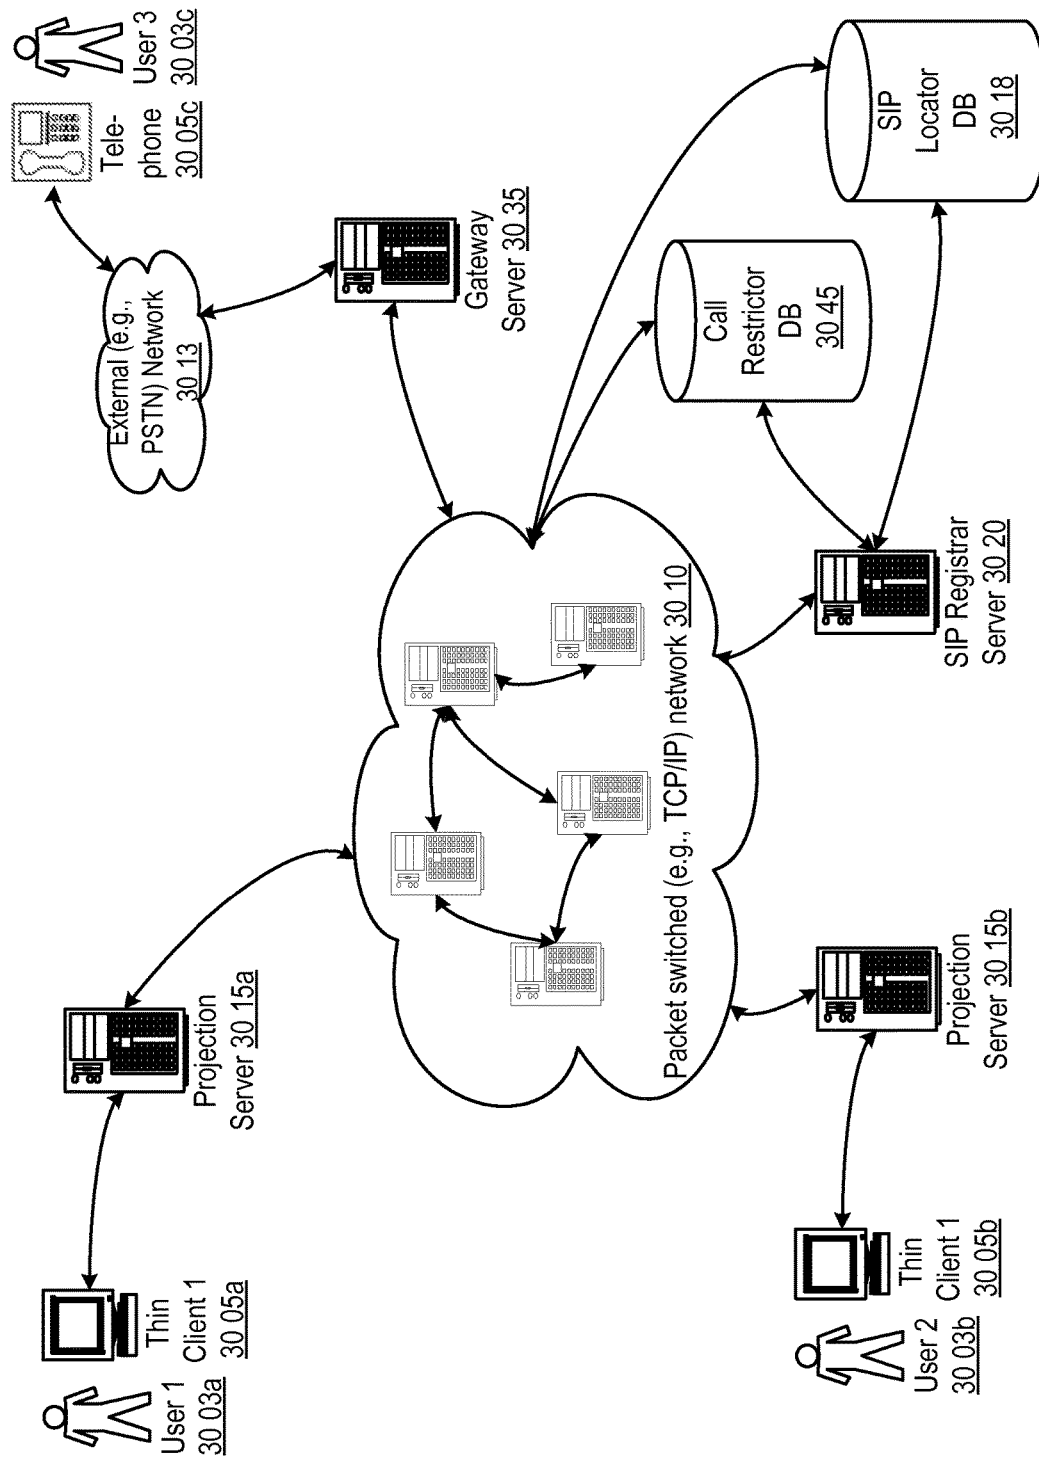 User 1
30 03a
Thin
Client 1
30 05a
Projection
Server 30 15a
External (e.g.,
PSTN) Network
30 13
Tele-
phone
30 05c
User 3
30 03c
Gateway
Server 30 35
Packet switched (e.g., TCP/IP) network 30 10
Call
Restrictor
DB
30 45
SIP
Locator
DB
30 18
User 2
30 03b
Thin
Client 1
30 05b
Projection
Server 30 15b
SIP Registrar
Server 30 20